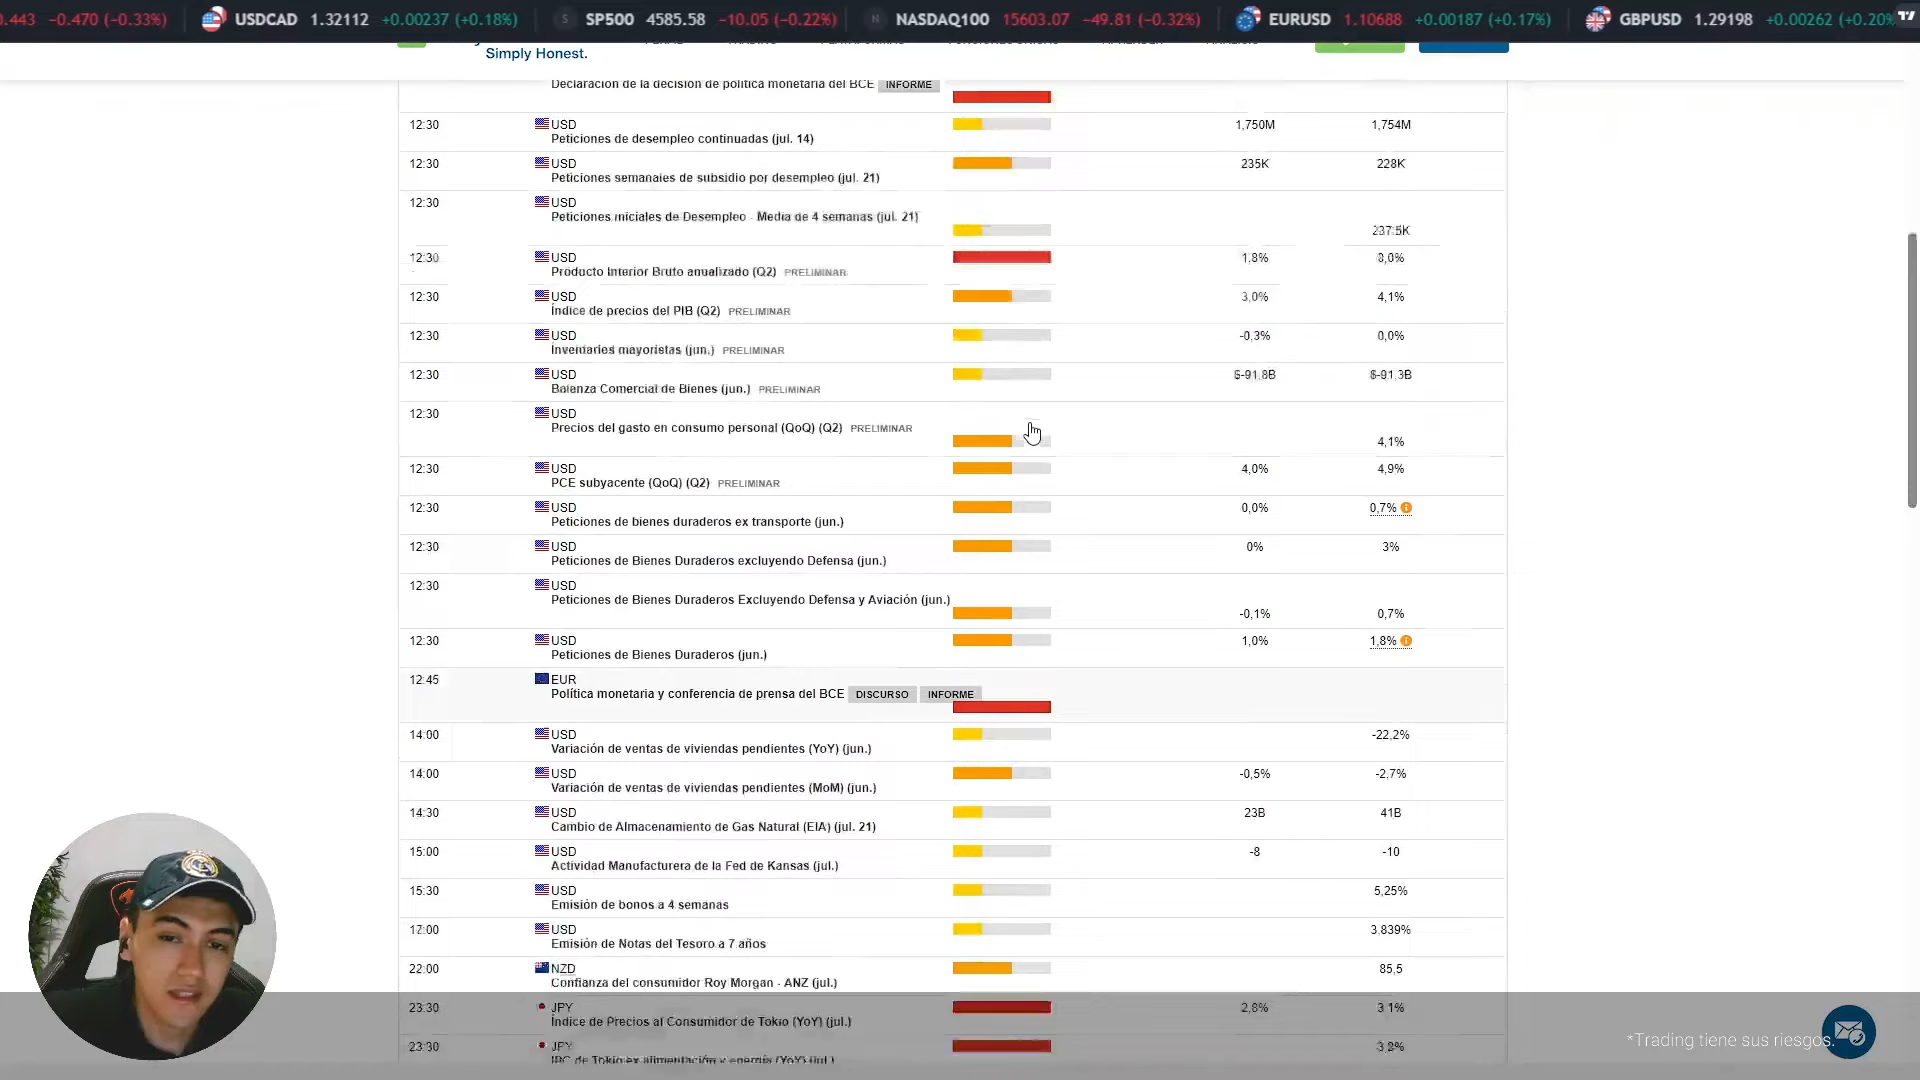 .443 −0.470 (−0.33%) USDCAD 1.32112 +0.00237 (+0.18%) S SP500 4585.58 −10.05 (−0.22%) N NASDAQ100 15603.07 −49.81 (−0.32%) EURUSD 1.10688 +0.00187 (+0.17%) GBPUSD 1.29198 +0.00262 (+0.20%
Simply Honest.
Declaración de la decisión de política monetaria del BCE INFORME
12:30 USD 1,750M 1,754M
Peticiones de desempleo continuadas (jul. 14)
12:30 USD 235K 228K
Peticiones semanales de subsidio por desempleo (jul. 21)
12:30 USD
Peticiones iniciales de Desempleo - Media de 4 semanas (jul. 21)
237.5K
12:30 USD 1,8%
Producto Interior Bruto anualizado (Q2) PRELIMINAR
12:30 USD 3,0% 4,1%
Índice de precios del PIB (Q2) PRELIMINAR
12:30 USD -0,3% 0,0%
Inventarios mayoristas (jun.) PRELIMINAR
12:30 USD $-91,8B $-91,3B
Balanza Comercial de Bienes (jun.) PRELIMINAR
12:30 USD
Precios del gasto en consumo personal (QoQ) (Q2) PRELIMINAR
4,1%
12:30 USD 4,0% 4,9%
PCE subyacente (QoQ) (Q2) PRELIMINAR
12:30 USD 0,0% 0,7%
Peticiones de bienes duraderos ex transporte (jun.)
12:30 USD 0% 3%
Peticiones de Bienes Duraderos excluyendo Defensa (jun.)
12:30 USD
Peticiones de Bienes Duraderos Excluyendo Defensa y Aviación (jun.)
-0,1% 0,7%
12:30 USD 1,0% 1,8%
Peticiones de Bienes Duraderos (jun.)
12:45 EUR
Política monetaria y conferencia de prensa del BCE DISCURSO INFORME
14:00 USD -22,2%
Variación de ventas de viviendas pendientes (YoY) (jun.)
14:00 USD -0,5% -2,7%
Variación de ventas de viviendas pendientes (MoM) (jun.)
14:30 USD 23B 41B
Cambio de Almacenamiento de Gas Natural (EIA) (jul. 21)
15:00 USD -8 -10
Actividad Manufacturera de la Fed de Kansas (jul.)
15:30 USD 5,25%
Emisión de bonos a 4 semanas
17:00 USD 3.839%
Emisión de Notas del Tesoro a 7 años
22:00 NZD 85,5
Confianza del consumidor Roy Morgan - ANZ (jul.)
23:30 JPY 2,8% 3.1%
Índice de Precios al Consumidor de Tokio (YoY) (jul.)
23:30 JPY 3,2%
IPC de Tokio ex alimentación y energía (YoY) (jul.)
*Trading tiene sus riesgos.